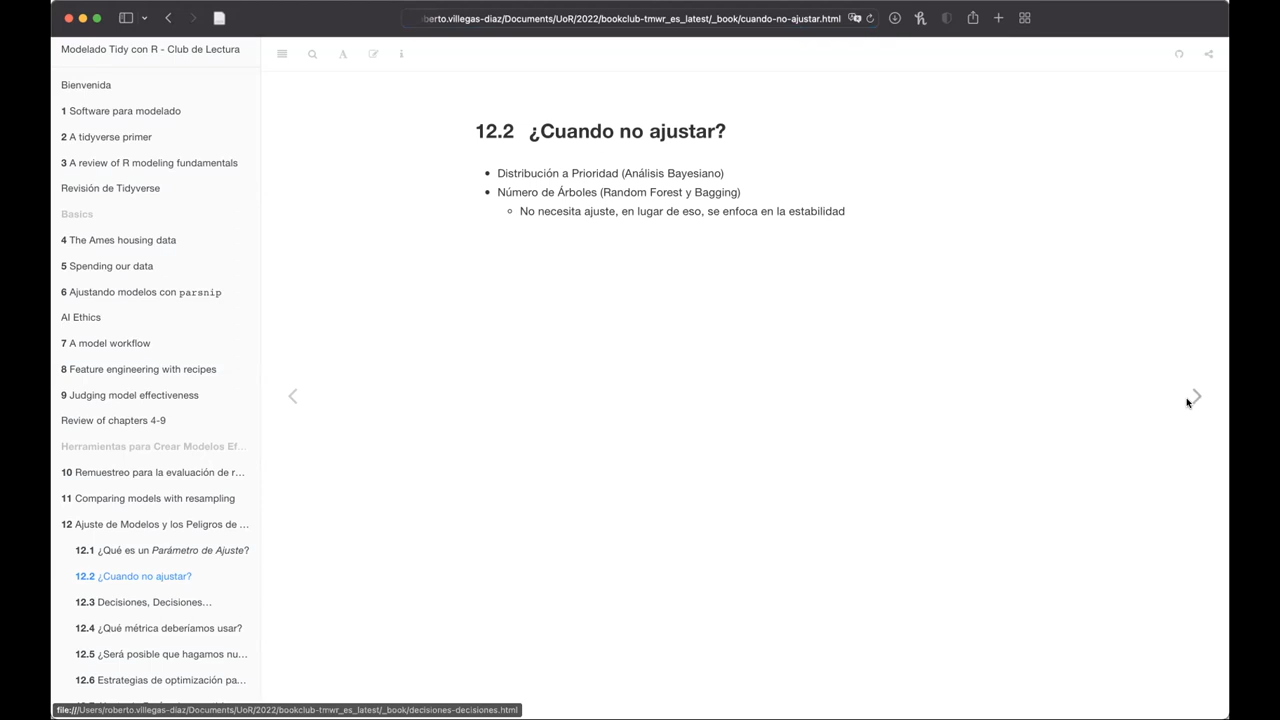 berto.villegas-diaz/Documents/UoR/2022/bookclub-tmwr_es_latest/_book/cuando-no-ajustar.html
Modelado Tidy con R - Club de Lectura
Bienvenida
1 Software para modelado
2 A tidyverse primer
3 A review of R modeling fundamentals
Revisión de Tidyverse
Basics
4 The Ames housing data
5 Spending our data
6 Ajustando modelos con parsnip
AI Ethics
7 A model workflow
8 Feature engineering with recipes
9 Judging model effectiveness
Review of chapters 4-9
Herramientas para Crear Modelos Ef...
10 Remuestreo para la evaluación de r...
11 Comparing models with resampling
12 Ajuste de Modelos y los Peligros de ...
12.1 ¿Qué es un Parámetro de Ajuste?
12.2 ¿Cuando no ajustar?
12.3 Decisiones, Decisiones…
12.4 ¿Qué métrica deberíamos usar?
12.5 ¿Será posible que hagamos nu...
12.6 Estrategias de optimización pa...
12.2 ¿Cuando no ajustar?
Distribución a Prioridad (Análisis Bayesiano)
Número de Árboles (Random Forest y Bagging)
No necesita ajuste, en lugar de eso, se enfoca en la estabilidad
file:///Users/roberto.villegas-diaz/Documents/UoR/2022/bookclub-tmwr_es_latest/_book/decisiones-decisiones.html